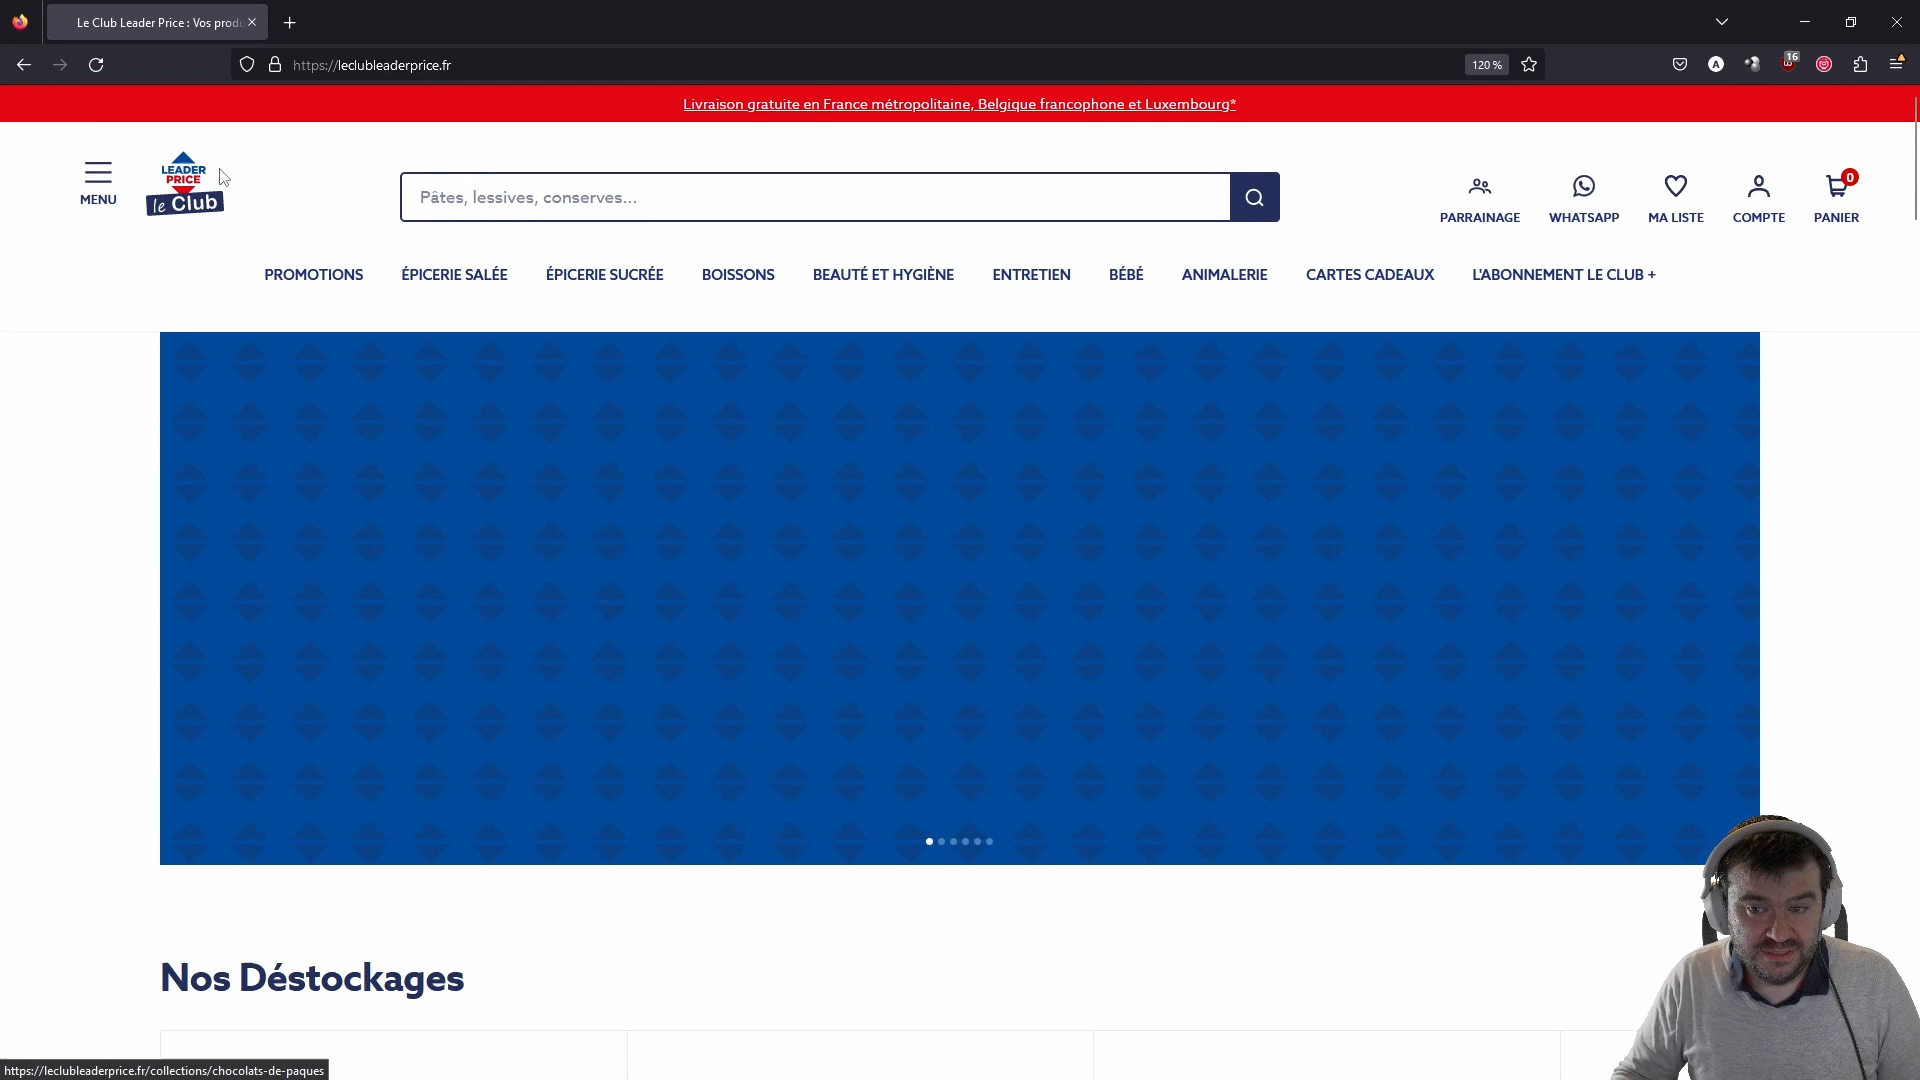 Le Club Leader Price : Vos produ
https://leclubleaderprice.fr
120 %
16
Livraison gratuite en France métropolitaine, Belgique francophone et Luxembourg*
MENU
LEADER
PRICE
le Club
Pâtes, lessives, conserves...
PARRAINAGE
WHATSAPP
MA LISTE
COMPTE
0
PANIER
PROMOTIONS
ÉPICERIE SALÉE
ÉPICERIE SUCRÉE
BOISSONS
BEAUTÉ ET HYGIÈNE
ENTRETIEN
BÉBÉ
ANIMALERIE
CARTES CADEAUX
L'ABONNEMENT LE CLUB +
Nos Déstockages
https://leclubleaderprice.fr/collections/chocolats-de-paques